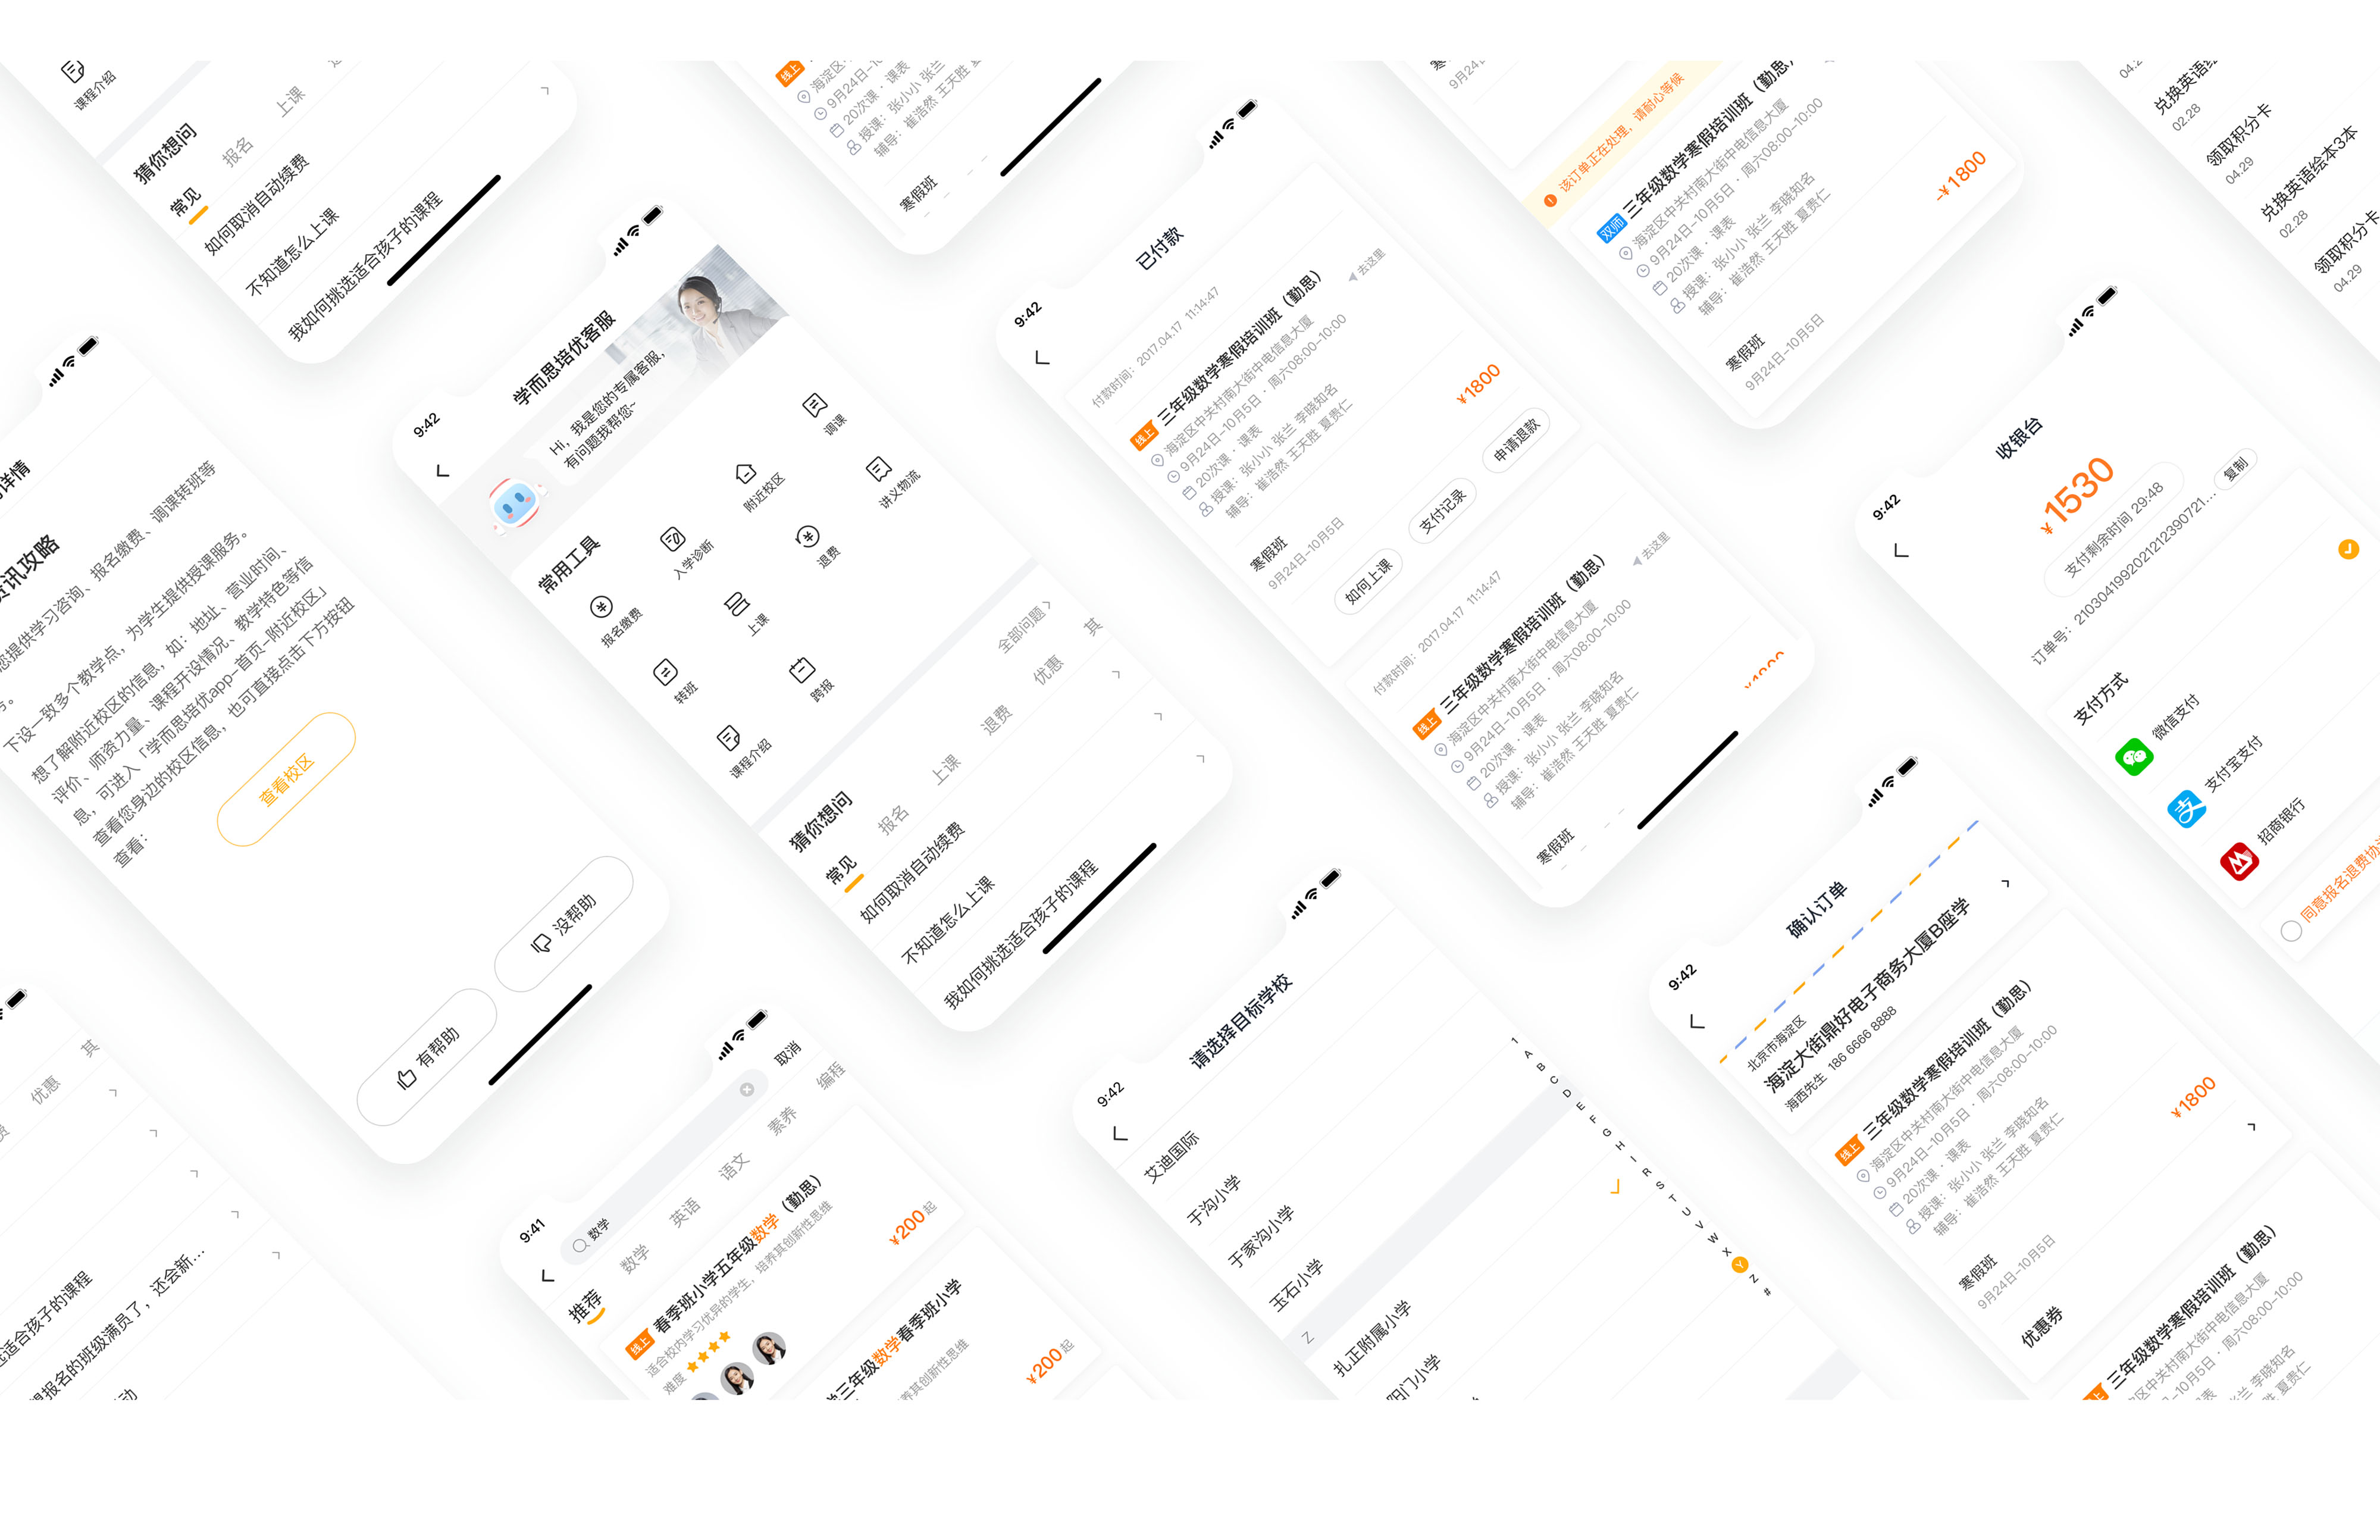 课程介绍
猜你想问
常见
报名
上课
如何取消自动续费
不知道怎么上课
我如何挑选适合孩子的课程
线上
9月24日
20次课 · 课表
授课：张小小 张兰
辅导：崔浩然 王天胜
寒假班
该订单正在处理，请耐心等候
双师
三年级数学寒假培训班（勤思）
海淀区中关村南大街中电信息大厦
9月24日-10月5日 · 周六08:00-10:00
20次课 · 课表
授课：张小小 张兰 李晓知名
辅导：崔浩然 王天胜 夏贵仁
-¥1800
寒假班
9月24日-10月5日
兑换英语绘
02.28
领取积分卡
04.29
兑换英语绘本3本
02.28
领取积分卡
04.29
详情
资讯攻略
您提供学习咨询、报名缴费、调课转班等
下设一致多个教学点，为学生提供授课服务。
想了解附近校区的信息，如：地址、营业时间、
评价、师资力量、课程开设情况、教学特色等信
息，可进入「学而思培优app-首页-附近校区」
查看您身边的校区信息，也可直接点击下方按钮
查看：
查看校区
有帮助
没帮助
9:42
学而思培优客服
Hi，我是您的专属客服，
有问题我帮您~
常用工具
报名缴费
入学诊断
附近校区
调课
转班
上课
退费
讲义物流
课程介绍
跨报
猜你想问
全部问题
常见
报名
上课
退费
优惠
其
如何取消自动续费
不知道怎么上课
我如何挑选适合孩子的课程
9:42
已付款
付款时间：2017.04.17 11:14:47
去这里
线上
三年级数学寒假培训班（勤思）
海淀区中关村南大街中电信息大厦
9月24日-10月5日 · 周六08:00-10:00
20次课 · 课表
授课：张小小 张兰 李晓知名
辅导：崔浩然 王天胜 夏贵仁
¥1800
寒假班
9月24日-10月5日
如何上课
支付记录
申请退款
付款时间：2017.04.17 11:14:47
去这里
线上
三年级数学寒假培训班（勤思）
海淀区中关村南大街中电信息大厦
9月24日-10月5日 · 周六08:00-10:00
20次课 · 课表
授课：张小小 张兰 李晓知名
辅导：崔浩然 王天胜 夏贵仁
寒假班
9:42
收银台
¥1530
支付剩余时间 29:48
订单号：2103041992021212390721...
复制
支付方式
微信支付
支付宝支付
招商银行
同意报名退费协
优惠
其
适合孩子的课程
报名的班级满员了，还会新...
9:41
数学
取消
推荐
数学
英语
语文
素养
编程
线上
春季班小学五年级数学（勤思）
适合校内学习优异的学生，培养其创新性思维
难度
¥200起
三年级数学春季班小学
养其创新性思维
¥200起
9:42
请选择目标学校
艾迪国际
于沟小学
于家沟小学
玉石小学
Z
扎正附属小学
阳门小学
1
A
B
C
D
E
F
G
H
I
R
S
T
U
V
W
X
Y
Z
#
9:42
确认订单
北京市海淀区
海淀大街鼎好电子商务大厦B座学
海西先生 186 6666 8888
线上
三年级数学寒假培训班（勤思）
海淀区中关村南大街中电信息大厦
9月24日-10月5日 · 周六08:00-10:00
20次课 · 课表
授课：张小小 张兰 李晓知名
辅导：崔浩然 王天胜 夏贵仁
¥1800
寒假班
9月24日-10月5日
优惠券
三年级数学寒假培训班（勤思）
海淀区中关村南大街中电信息大厦
-10月5日 · 周六08:00-10:00
李晓知名
夏贵仁